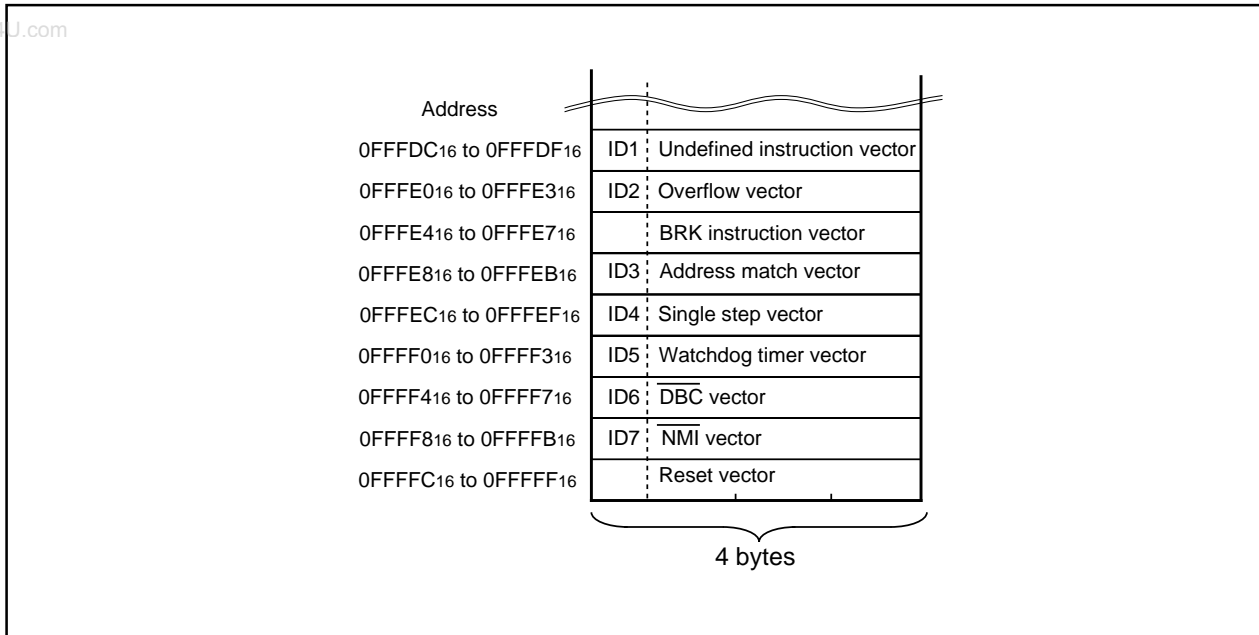 U.com
Address
0FFFDC16 to 0FFFDF16 ID1 Undefined instruction vector
0FFFE016 to 0FFFE316 ID2 Overflow vector
0FFFE416 to 0FFFE716 BRK instruction vector
0FFFE816 to 0FFFEB16 ID3 Address match vector
0FFFEC16 to 0FFFEF16 ID4 Single step vector
0FFFF016 to 0FFFF316 ID5 Watchdog timer vector
0FFFF416 to 0FFFF716 ID6 DBC vector
0FFFF816 to 0FFFFB16 ID7 NMI vector
0FFFFC16 to 0FFFFF16 Reset vector
4 bytes